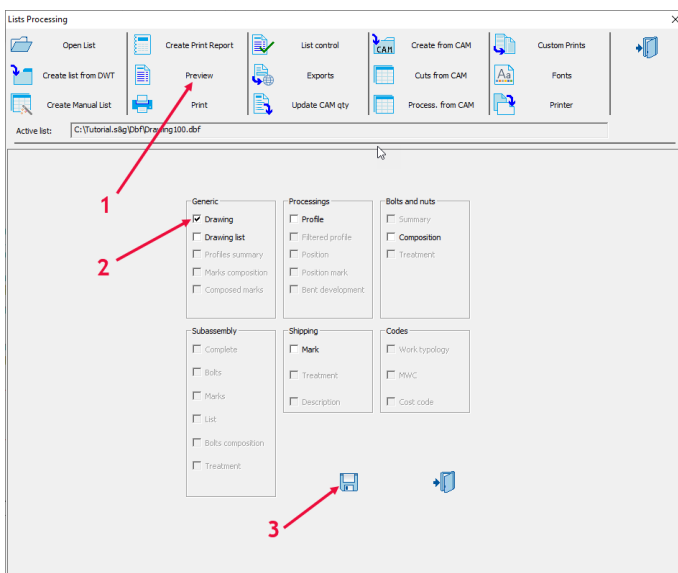 Lists Processing
Open List
Create Print Report
List control
CAM
Create from CAM
Custom Prints
Create list from DWT
Preview
Exports
Cuts from CAM
Aa
Fonts
Create Manual List
Print
Update CAM qty
Process. from CAM
Printer
Active list:
C:\Tutorial.s&g\Dbf\Drawing100.dbf
1
2
Generic
Drawing
Drawing list
Profiles summary
Marks composition
Composed marks
Processings
Profile
Filtered profile
Position
Position mark
Bent development
Bolts and nuts
Summary
Composition
Treatment
Subassembly
Complete
Bolts
Marks
List
Bolts composition
Treatment
Shipping
Mark
Treatment
Description
Codes
Work typology
MWC
Cost code
3